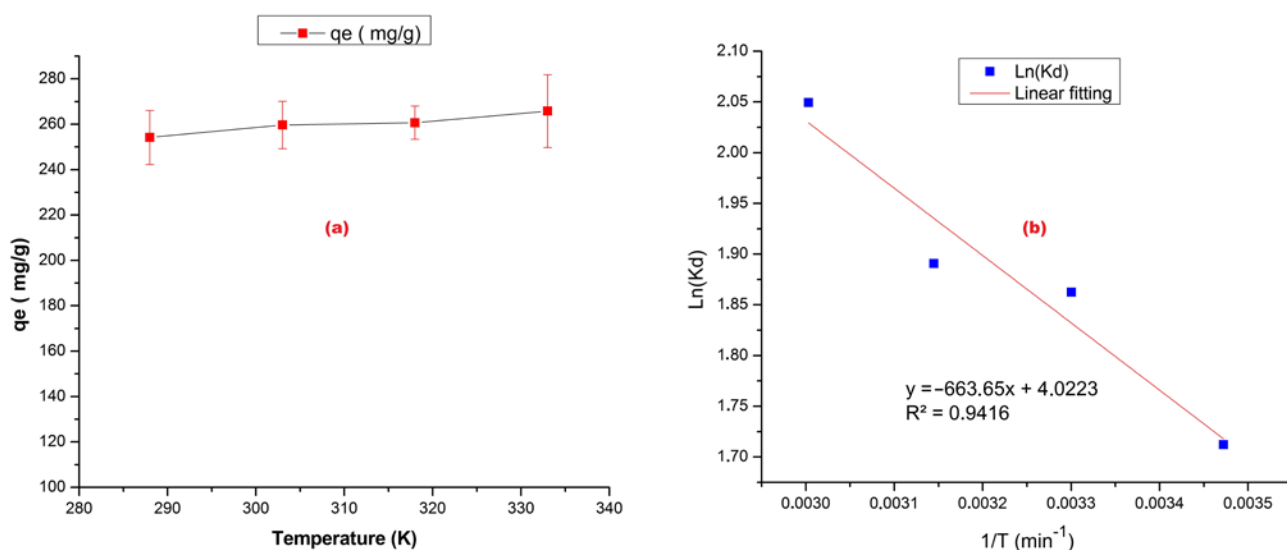 qe ( mg/g)
280
260
240
220
200
180
160
140
120
100
280
290
300
310
320
330
340
qe ( mg/g)
Temperature (K)
(a)
Ln(Kd)
Linear fitting
2.10
2.05
2.00
1.95
1.90
1.85
1.80
1.75
1.70
0.0030
0.0031
0.0032
0.0033
0.0034
0.0035
Ln(Kd)
1/T (min⁻¹)
(b)
y =–663.65x + 4.0223
R² = 0.9416